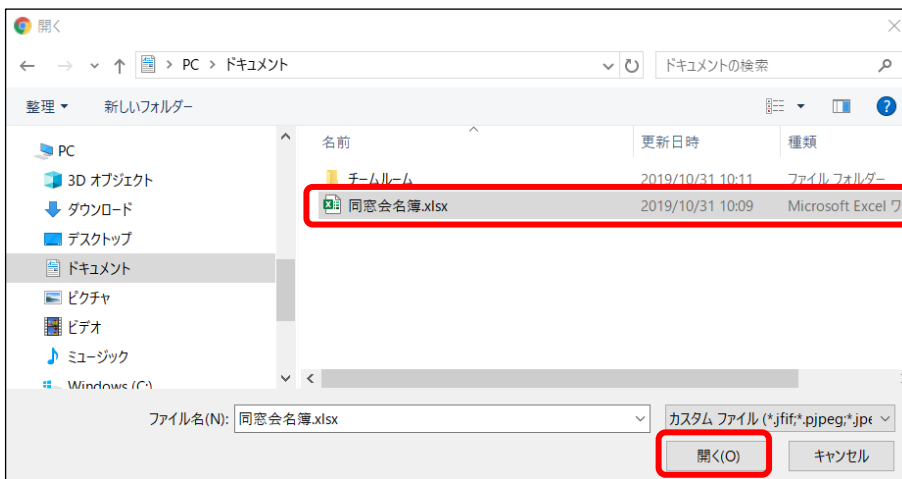 開く
PC > ドキュメント
ドキュメントの検索
整理 新しいフォルダー
名前 更新日時 種類
PC
3D オブジェクト
ダウンロード
デスクトップ
ドキュメント
ピクチャ
ビデオ
ミュージック
Windows (C:)
チームルーム 2019/10/31 10:11 ファイル フォルダー
同窓会名簿.xlsx 2019/10/31 10:09 Microsoft Excel ワ
ファイル名(N): 同窓会名簿.xlsx
カスタム ファイル (*.jfif;*.pjpeg;*.jpe
開く(O) キャンセル